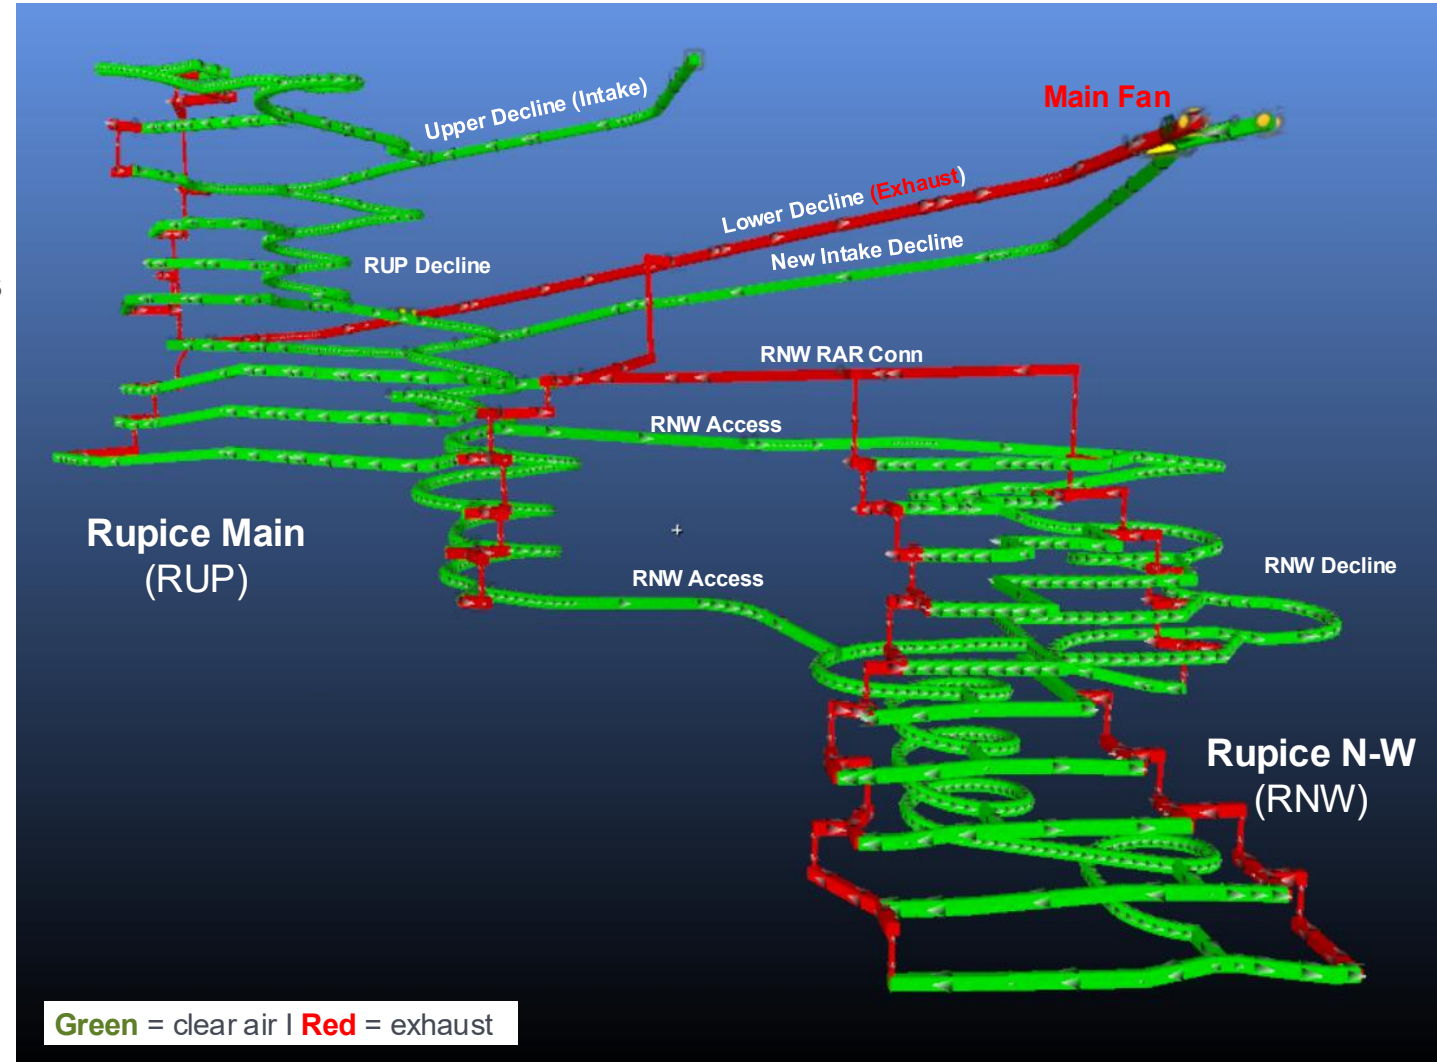 Main Fan
Upper Decline (Intake)
Lower Decline (Exhaust)
New Intake Decline
RUP Decline
RNW RAR Conn
RNW Access
Rupice Main
(RUP)
RNW Access
RNW Decline
Rupice N-W
(RNW)
Green = clear air I Red = exhaust